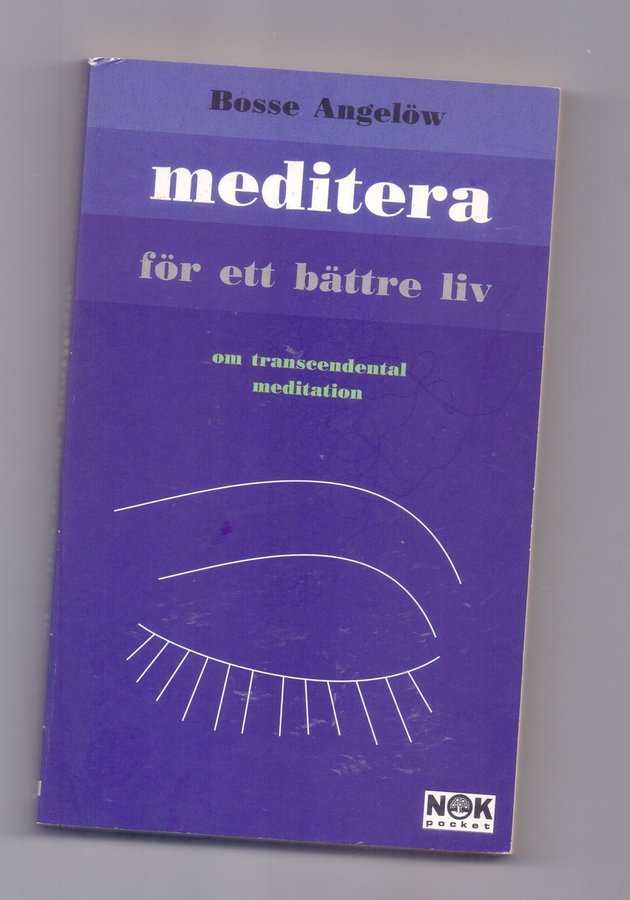 Bosse Angelöw
meditera
för ett bättre liv
om transcendental
meditation
NOK
pocket